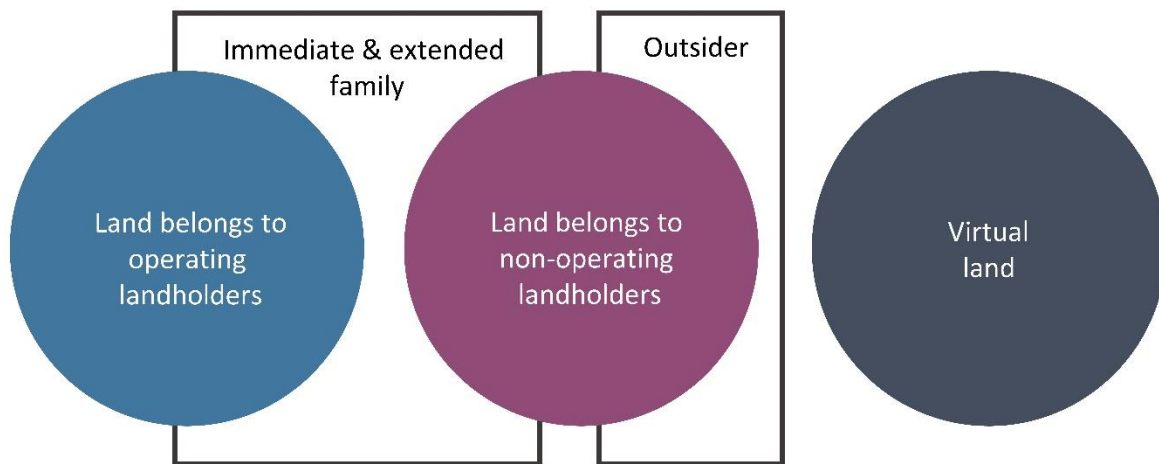 Immediate & extended
family
Outsider
Land belongs to
operating
landholders
Land belongs to
non-operating
landholders
Virtual
land